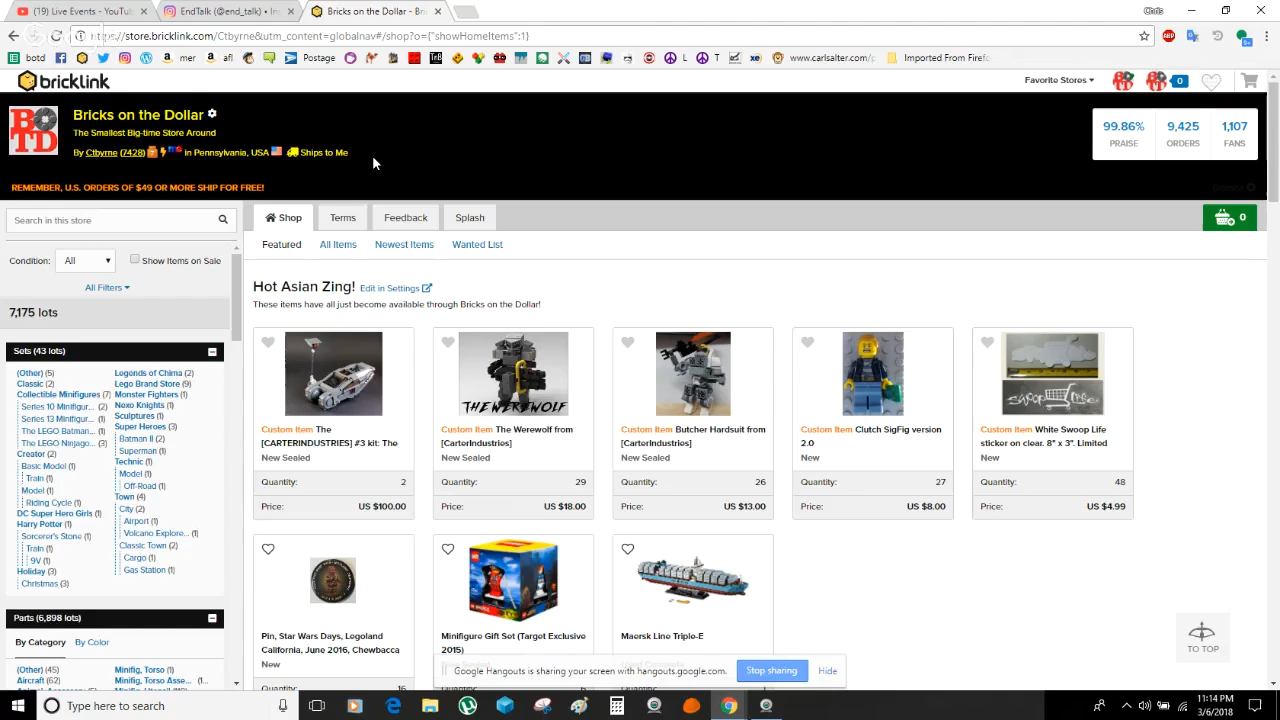 (19) Live Events - YouTu
EndTalk (@end_talk) • In
Bricks on the Dollar - Br
Chris
https://store.bricklink.com/Ctbyrne&utm_content=globalnav#/shop?o={"showHomeItems":1}
botd
mer
afl
Postage
T
xe
www.carlsalter.com/p
Imported From Firef
bricklink
Favorite Stores
0
BOTD
Bricks on the Dollar
The Smallest Big-time Store Around
By Ctbyrne (7428) in Pennsylvania, USA Ships to Me
99.86% 9,425 1,107
PRAISE ORDERS FANS
REMEMBER, U.S. ORDERS OF $49 OR MORE SHIP FOR FREE!
Search in this store
Shop Terms Feedback Splash
0
Featured All Items Newest Items Wanted List
Condition: All Show Items on Sale
All Filters
7,175 lots
Hot Asian Zing! Edit in Settings
These items have all just become available through Bricks on the Dollar!
Sets (43 lots)
(Other) (5)
Classic (2)
Collectible Minifigures (7)
Series 10 Minifigur... (2)
Series 13 Minifigur... (1)
The LEGO Batman... (1)
The LEGO Ninjago... (3)
Creator (2)
Basic Model (1)
Train (1)
Model (1)
Riding Cycle (1)
DC Super Hero Girls (1)
Harry Potter (1)
Sorcerer's Stone (1)
Train (1)
9V (1)
Holiday (3)
Christmas (3)
Legends of Chima (2)
Lego Brand Store (9)
Monster Fighters (1)
Nexo Knights (1)
Sculptures (1)
Super Heroes (3)
Batman II (2)
Superman (1)
Technic (1)
Model (1)
Off-Road (1)
Town (4)
City (2)
Airport (1)
Volcano Explore... (1)
Classic Town (2)
Cargo (1)
Gas Station (1)
Parts (6,898 lots)
By Category By Color
(Other) (45)
Aircraft (62)
Minifig, Torso (1)
Minifig, Torso Asse... (1...
THE WEREWOLF
swoop life
Custom Item The
[CARTERINDUSTRIES] #3 kit: The
New Sealed
Quantity: 2
Price: US $100.00
Custom Item The Werewolf from
[CarterIndustries]
New Sealed
Quantity: 29
Price: US $18.00
Custom Item Butcher Hardsuit from
[CarterIndustries]
New Sealed
Quantity: 26
Price: US $13.00
Custom Item Clutch SigFig version
2.0
New
Quantity: 27
Price: US $8.00
Custom Item White Swoop Life
sticker on clear. 8" x 3". Limited
New
Quantity: 48
Price: US $4.99
Pin, Star Wars Days, Legoland
California, June 2016, Chewbacca
New
Quantity: 16
Minifigure Gift Set (Target Exclusive
2015)
Maersk Line Triple-E
TO TOP
Google Hangouts is sharing your screen with hangouts.google.com. Stop sharing Hide
Type here to search
11:14 PM
3/6/2018